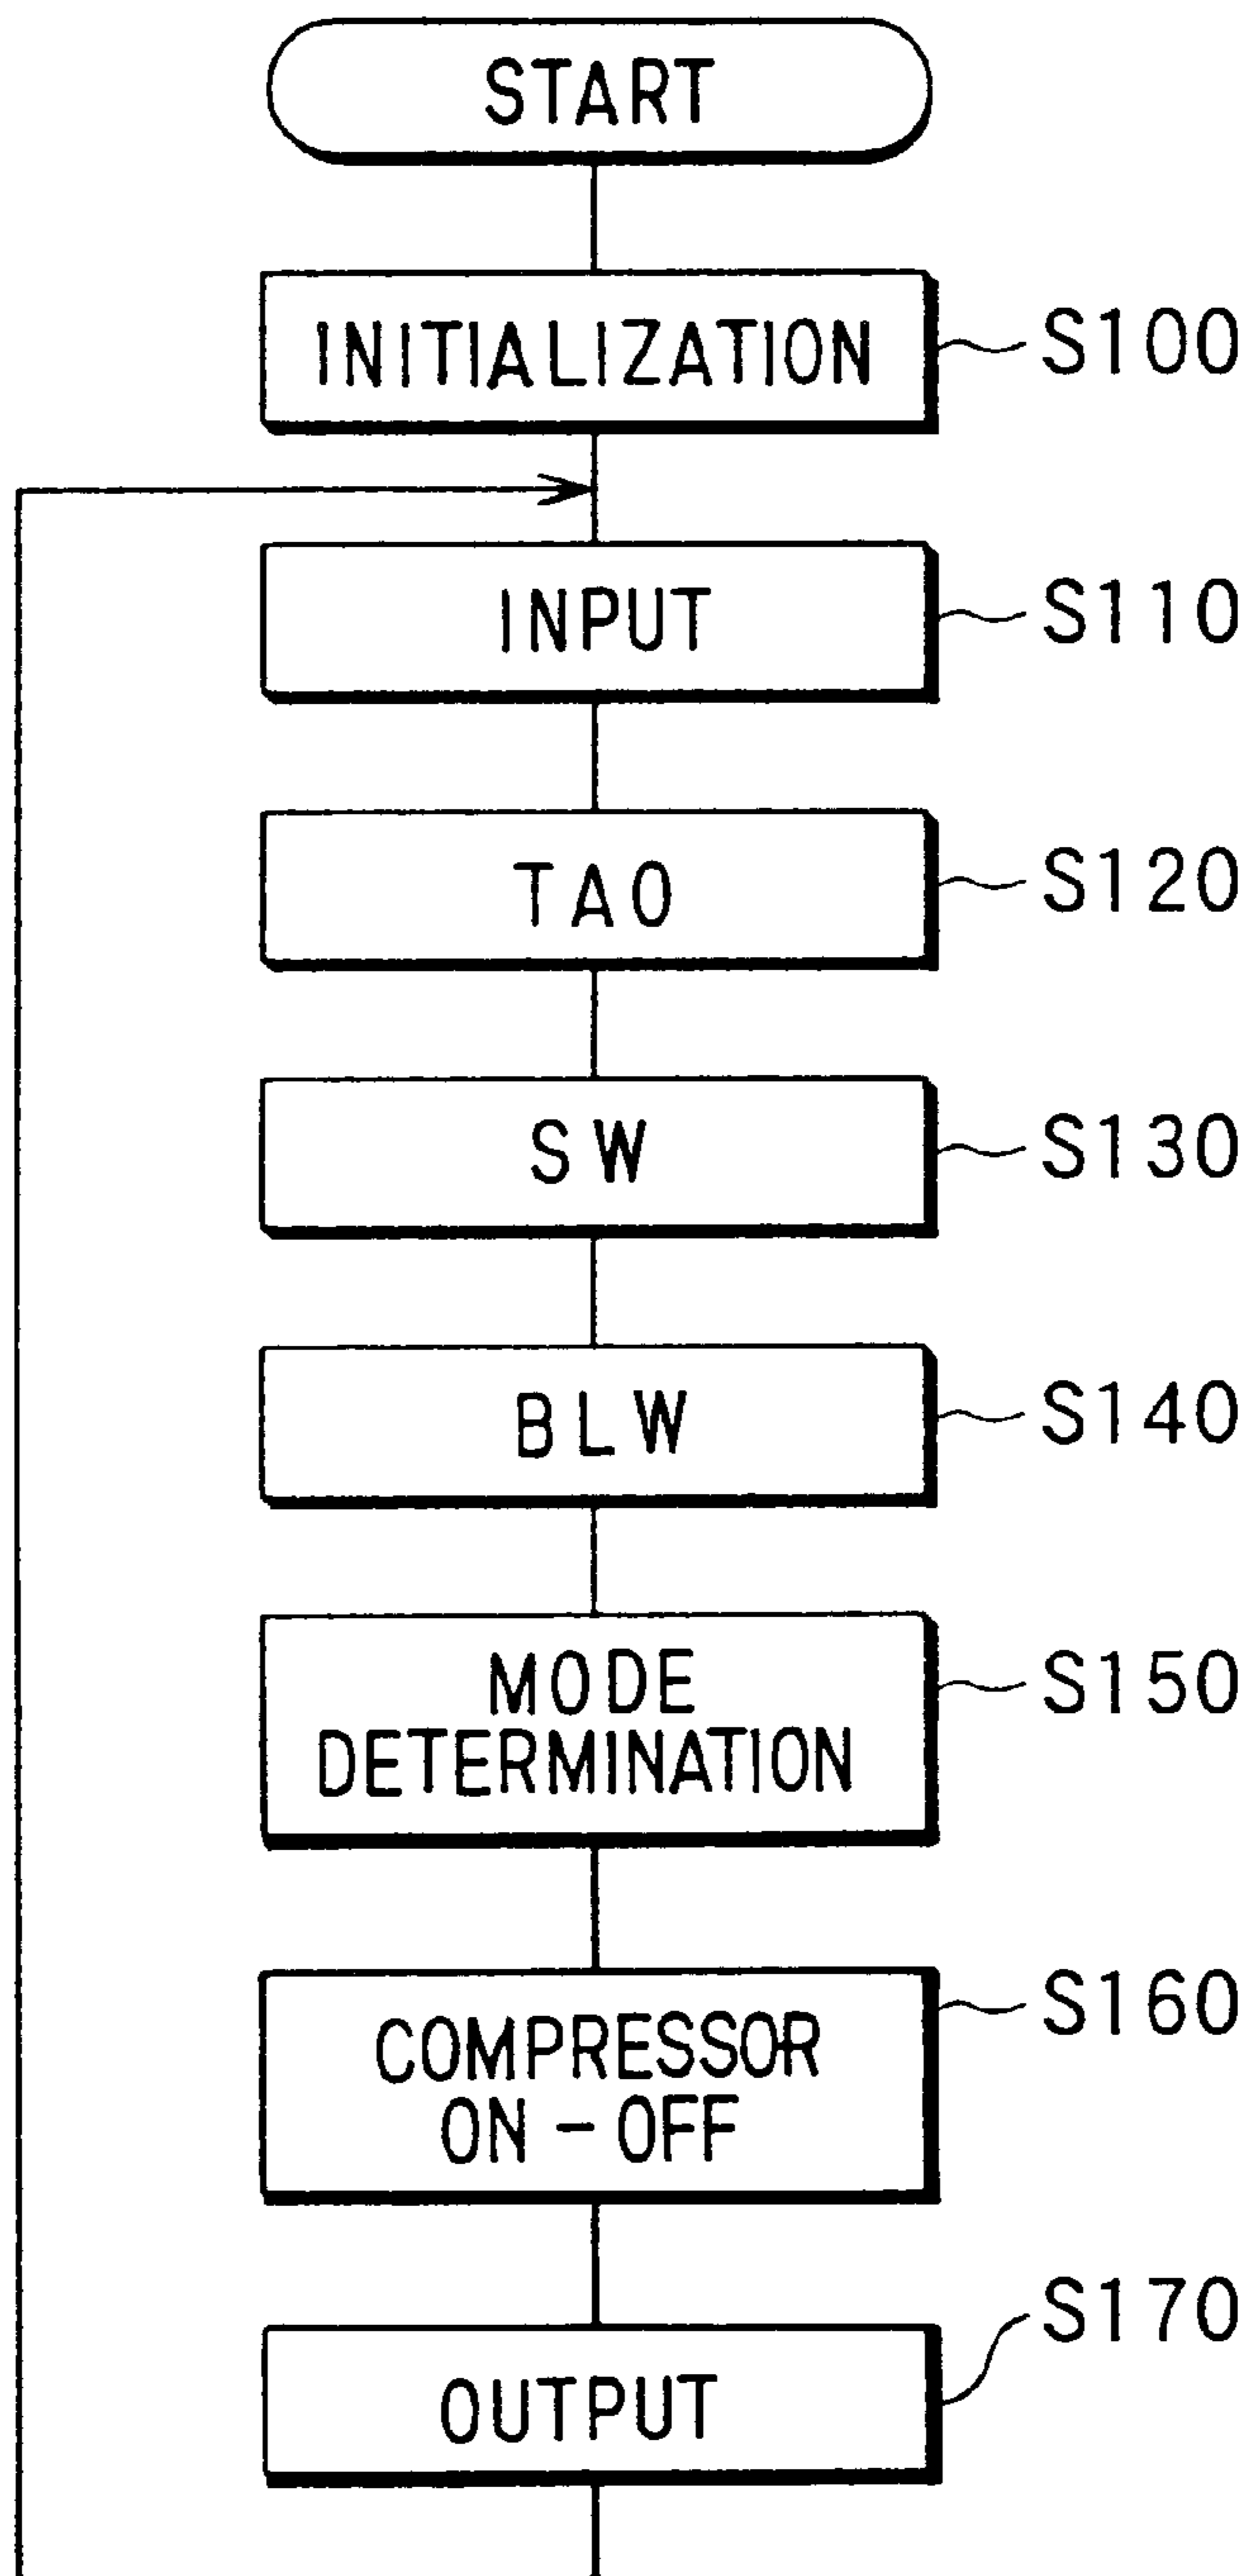 START
INITIALIZATION
S100
INPUT
S110
TAO
S120
SW
S130
BLW
S140
MODE
DETERMINATION
S150
COMPRESSOR
ON-OFF
S160
OUTPUT
S170